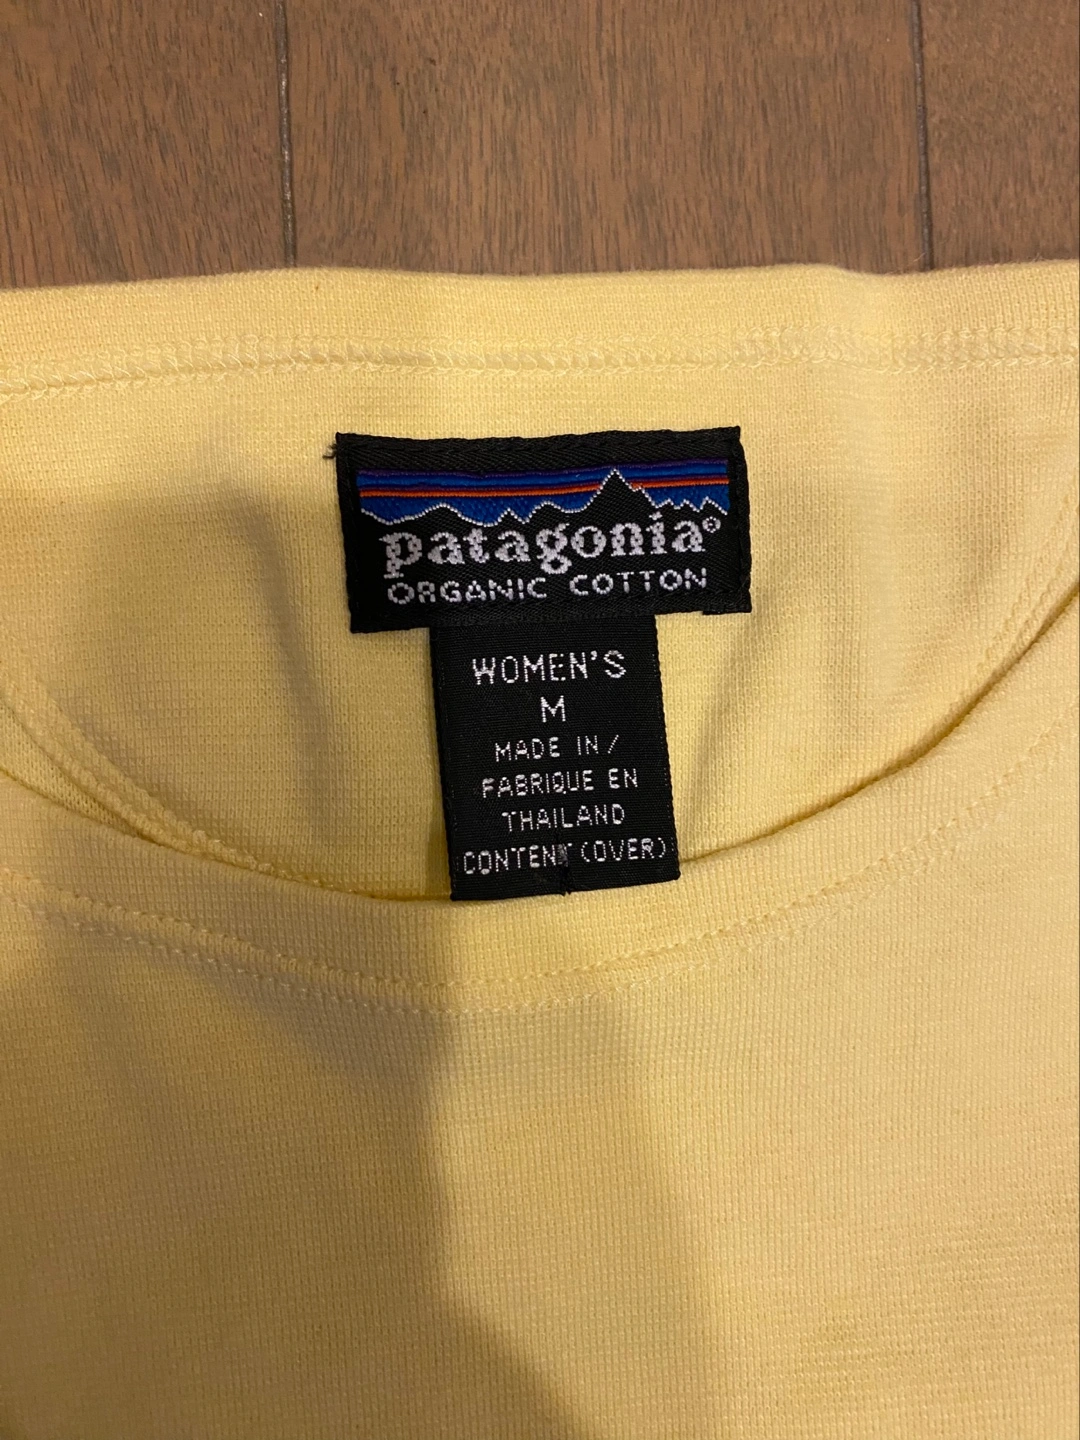 patagonia®
ORGANIC COTTON
WOMEN'S
M
MADE IN/
FABRIQUE EN
THAILAND
CONTENT (OVER)